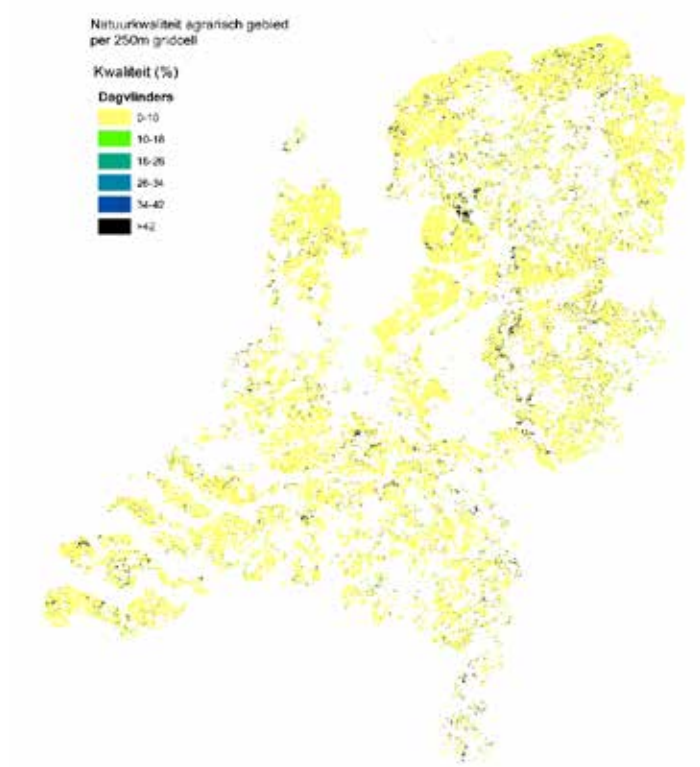 Natuurkwaliteit agrarisch gebied
per 250m gridcell
Kwaliteit (%)
Dagvlinders
0-10
10-18
18-26
26-34
34-42
>42